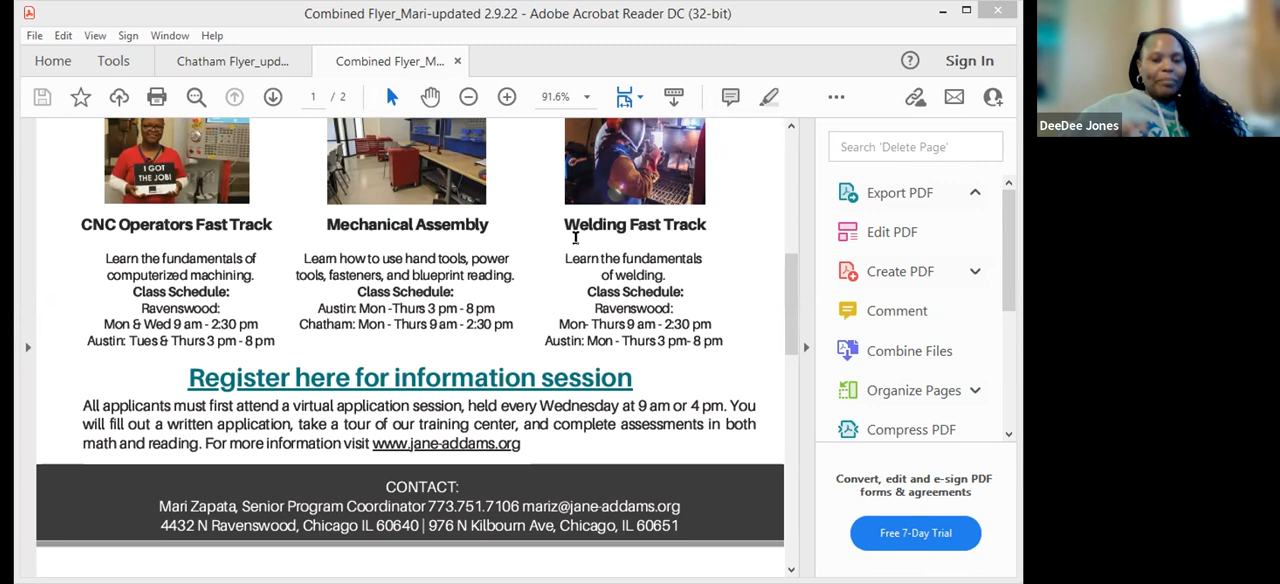 Combined Flyer_Mari-updated 2.9.22 - Adobe Acrobat Reader DC (32-bit)
File Edit View Sign Window Help
Home Tools Chatham Flyer_upd... Combined Flyer_M... × ? Sign In
1 / 2 91.6%
DeeDee Jones
Search 'Delete Page'
Export PDF
Edit PDF
Create PDF
Comment
Combine Files
Organize Pages
Compress PDF
Convert, edit and e-sign PDF
forms & agreements
Free 7-Day Trial
I GOT
THE JOB!
CNC Operators Fast Track
Learn the fundamentals of
computerized machining.
Class Schedule:
Ravenswood:
Mon & Wed 9 am - 2:30 pm
Austin: Tues & Thurs 3 pm - 8 pm
Mechanical Assembly
Learn how to use hand tools, power
tools, fasteners, and blueprint reading.
Class Schedule:
Austin: Mon -Thurs 3 pm - 8 pm
Chatham: Mon - Thurs 9 am - 2:30 pm
Welding Fast Track
Learn the fundamentals
of welding.
Class Schedule:
Ravenswood:
Mon- Thurs 9 am - 2:30 pm
Austin: Mon - Thurs 3 pm- 8 pm
Register here for information session
All applicants must first attend a virtual application session, held every Wednesday at 9 am or 4 pm. You
will fill out a written application, take a tour of our training center, and complete assessments in both
math and reading. For more information visit www.jane-addams.org
CONTACT:
Mari Zapata, Senior Program Coordinator 773.751.7106 mariz@jane-addams.org
4432 N Ravenswood, Chicago IL 60640 | 976 N Kilbourn Ave, Chicago, IL 60651